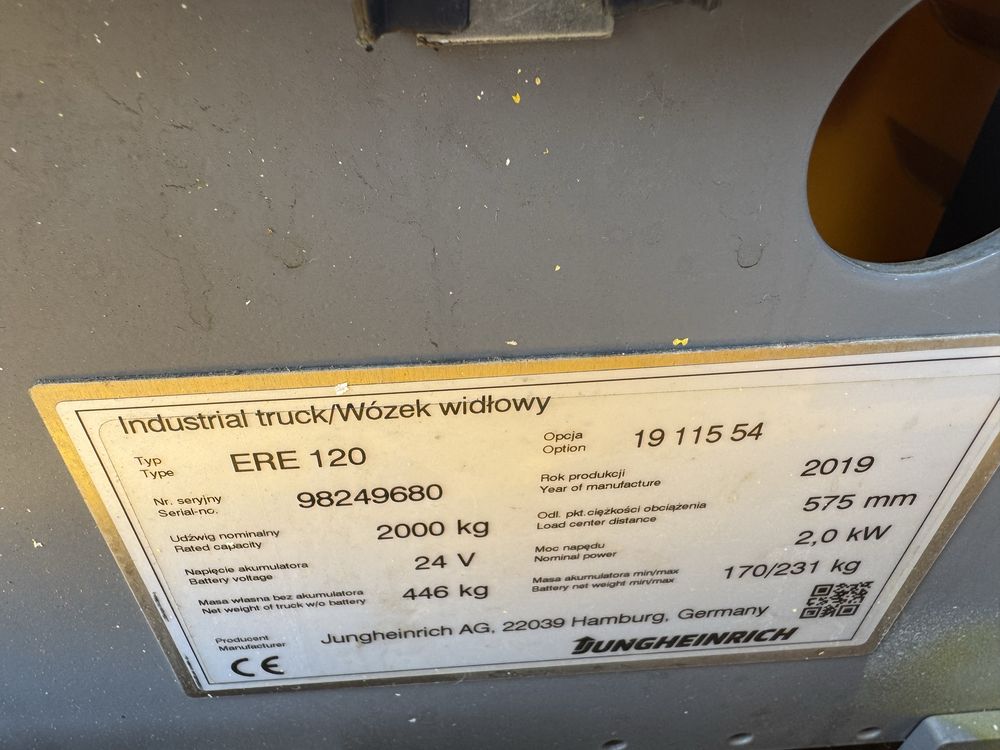 Industrial truck/Wózek widłowy
Typ
Type
ERE 120
Opcja
Option
19 115 54
Nr. seryjny
Serial-no.
98249680
Rok produkcji
Year of manufacture
2019
Udźwig nominalny
Rated capacity
2000 kg
Odl. pkt.ciężkości obciążenia
Load center distance
575 mm
Napięcie akumulatora
Battery voltage
24 V
Moc napędu
Nominal power
2,0 kW
Masa własna bez akumulatora
Net weight of truck w/o battery
446 kg
Masa akumulatora min/max
Battery net weight min/max
170/231 kg
Producent
Manufacturer
Jungheinrich AG, 22039 Hamburg, Germany
CE
JUNGHEINRICH